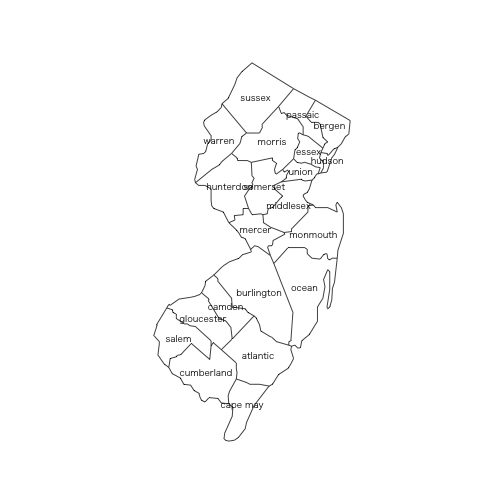 sussex
passaic
bergen
warren
morris
essex
hudson
union
hunterdon
somerset
middlesex
mercer
monmouth
ocean
burlington
camden
gloucester
salem
atlantic
cumberland
cape may